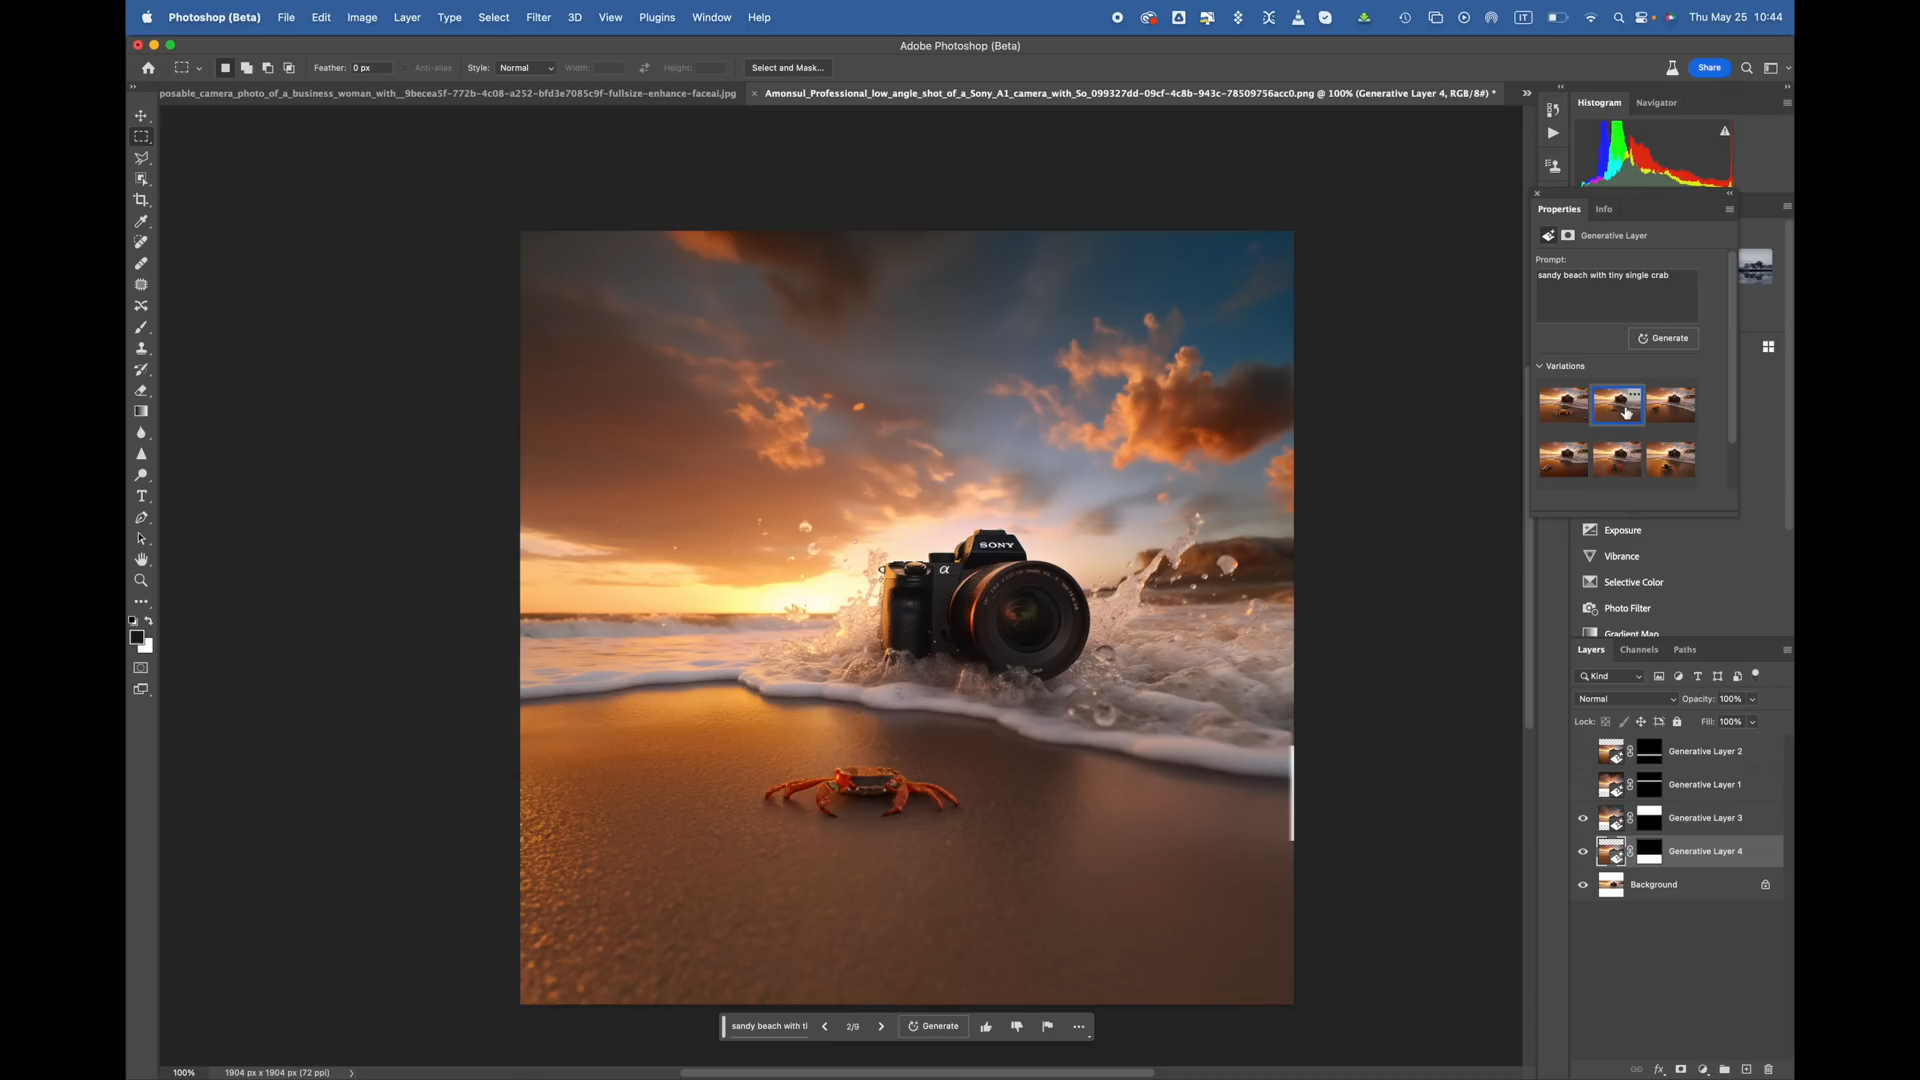 Photoshop (Beta) File Edit Image Layer Type Select Filter 3D View Plugins Window Help IT Thu May 25 10:44
Adobe Photoshop (Beta)
Feather: 0 px Anti-alias Style: Normal Width: Height: Select and Mask... Share
posable_camera_photo_of_a_business_woman_with__9becea5f-772b-4c08-a252-bfd3e7085c9f-fullsize-enhance-faceai.jpg
Amonsul_Professional_low_angle_shot_of_a_Sony_A1_camera_with_So_099327dd-09cf-4c8b-943c-78509756acc0.png @ 100% (Generative Layer 4, RGB/8#) *
Histogram Navigator
Properties Info
Generative Layer
Prompt:
sandy beach with tiny single crab
Generate
Variations
SONY
α
Exposure
Vibrance
Selective Color
Photo Filter
Gradient Map
Layers Channels Paths
Kind
Normal Opacity: 100%
Lock: Fill: 100%
Generative Layer 2
Generative Layer 1
Generative Layer 3
Generative Layer 4
Background
sandy beach with ti 2/9 Generate
100% 1904 px x 1904 px (72 ppi)
fx